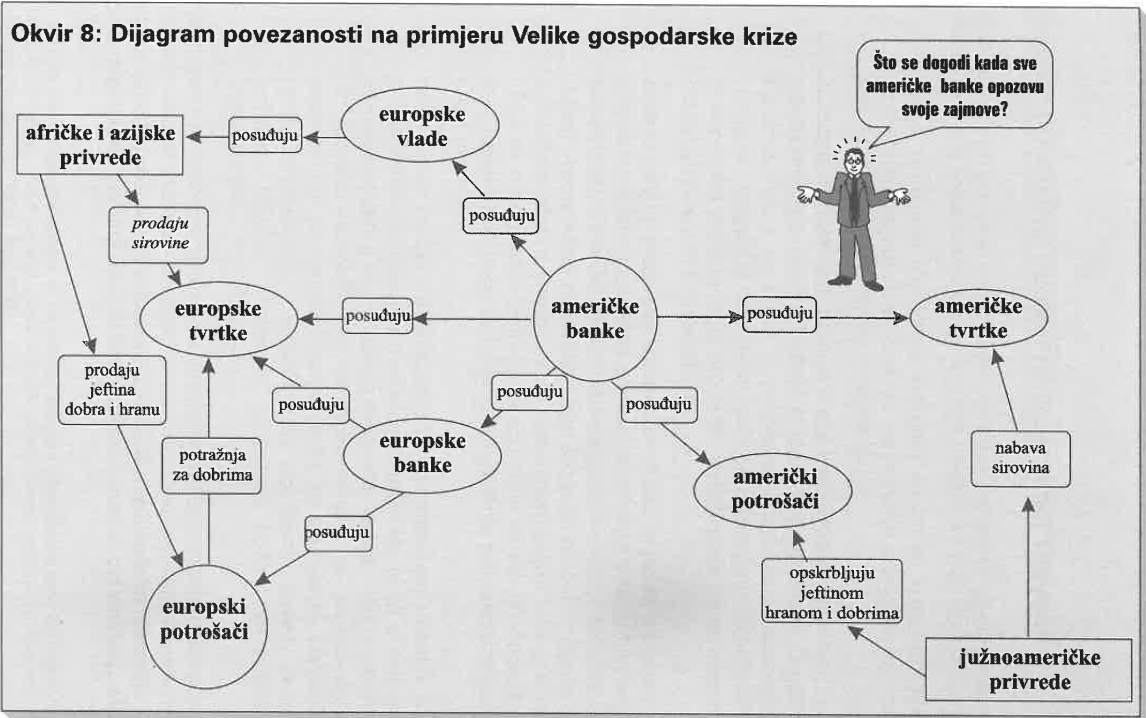 Okvir 8: Dijagram povezanosti na primjeru Velike gospodarske krize
Što se dogodi kada sve
američke banke opozovu
svoje zajmove?
afričke i azijske
privrede
posuđuju
europske
vlade
posuđuju
prodaju
sirovine
europske
tvrtke
posuđuju
američke
banke
posuđuju
američke
tvrtke
prodaju
jeftina
dobra i hranu
posuđuju
posuđuju
posuđuju
potražnja
za dobrima
europske
banke
nabava
sirovina
američki
potrošači
posuđuju
opskrbljuju
jeftinom
hranom i dobrima
europski
potrošači
južnoameričke
privrede